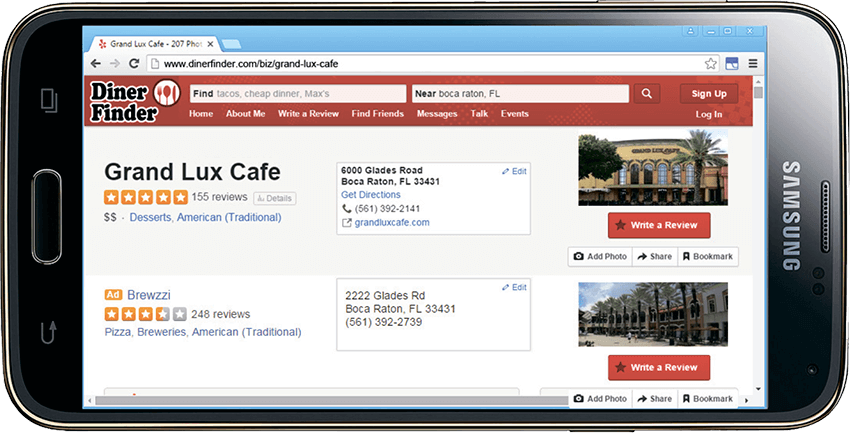 Grand Lux Cafe - 207 Phot
www.dinerfinder.com/biz/grand-lux-cafe
Diner Finder
Find tacos, cheap dinner, Max's
Near boca raton, FL
Sign Up
Home About Me Write a Review Find Friends Messages Talk Events
Log In
Grand Lux Cafe
155 reviews Details
$$ · Desserts, American (Traditional)
6000 Glades Road
Edit
Boca Raton, FL 33431
Get Directions
(561) 392-2141
grandluxcafe.com
GRAND LUX CAFE
Write a Review
Add Photo Share Bookmark
Ad Brewzzi
248 reviews
Pizza, Breweries, American (Traditional)
Edit
2222 Glades Rd
Boca Raton, FL 33431
(561) 392-2739
Write a Review
Add Photo Share Bookmark
SAMSUNG